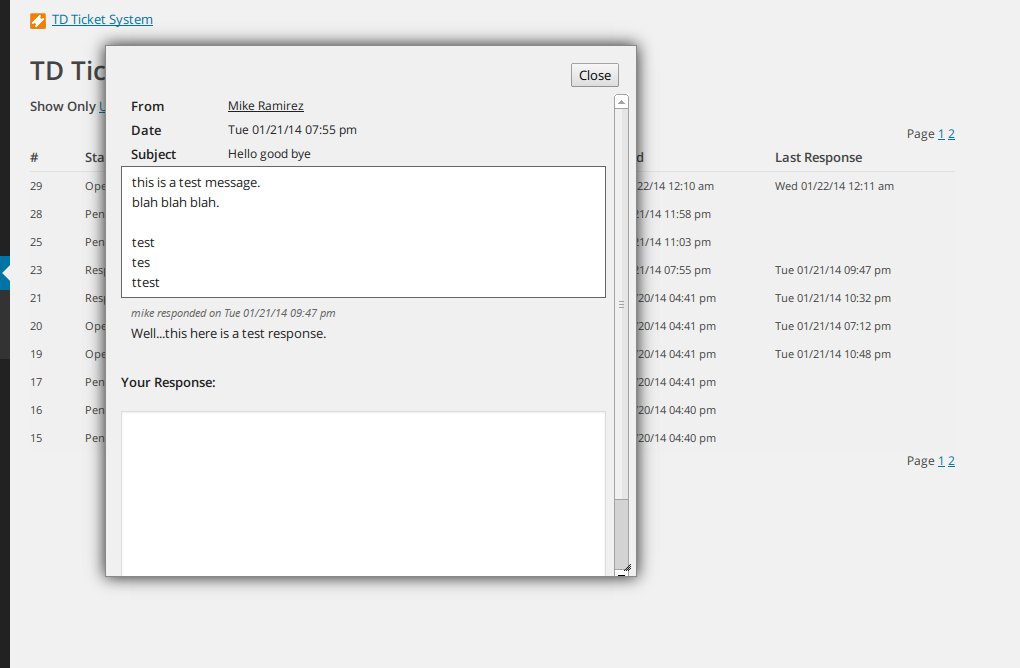 TD Ticket System
TD Tic
Close
Show Only U
From Mike Ramirez
Date Tue 01/21/14 07:55 pm
Subject Hello good bye
this is a test message.
blah blah blah.
test
tes
ttest
mike responded on Tue 01/21/14 09:47 pm
Well...this here is a test response.
Your Response:
Page 1 2
# Sta d Last Response
29 Ope 22/14 12:10 am Wed 01/22/14 12:11 am
28 Pen 21/14 11:58 pm
25 Pen 21/14 11:03 pm
23 Resp 21/14 07:55 pm Tue 01/21/14 09:47 pm
21 Resp 20/14 04:41 pm Tue 01/21/14 10:32 pm
20 Ope 20/14 04:41 pm Tue 01/21/14 07:12 pm
19 Ope 20/14 04:41 pm Tue 01/21/14 10:48 pm
17 Pen 20/14 04:41 pm
16 Pen 20/14 04:40 pm
15 Pen 20/14 04:40 pm
Page 1 2